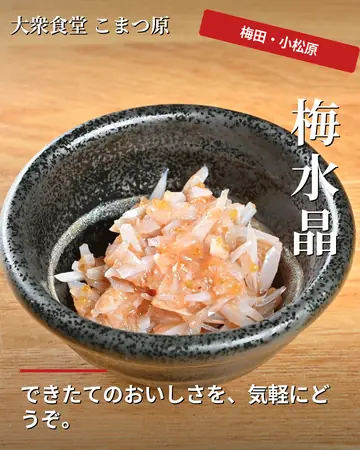 大衆食堂 こまつ原
梅田・小松原
梅水晶
できたてのおいしさを、気軽にど
うぞ。